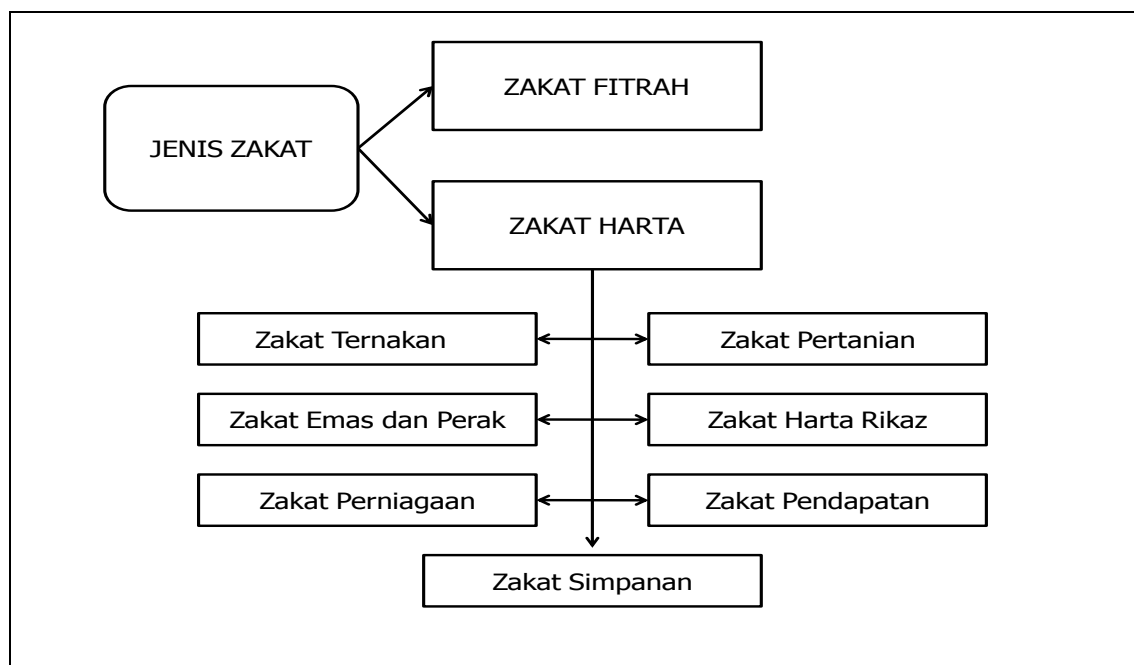 ZAKAT FITRAH
JENIS ZAKAT
ZAKAT HARTA
Zakat Ternakan
Zakat Pertanian
Zakat Emas dan Perak
Zakat Harta Rikaz
Zakat Perniagaan
Zakat Pendapatan
Zakat Simpanan